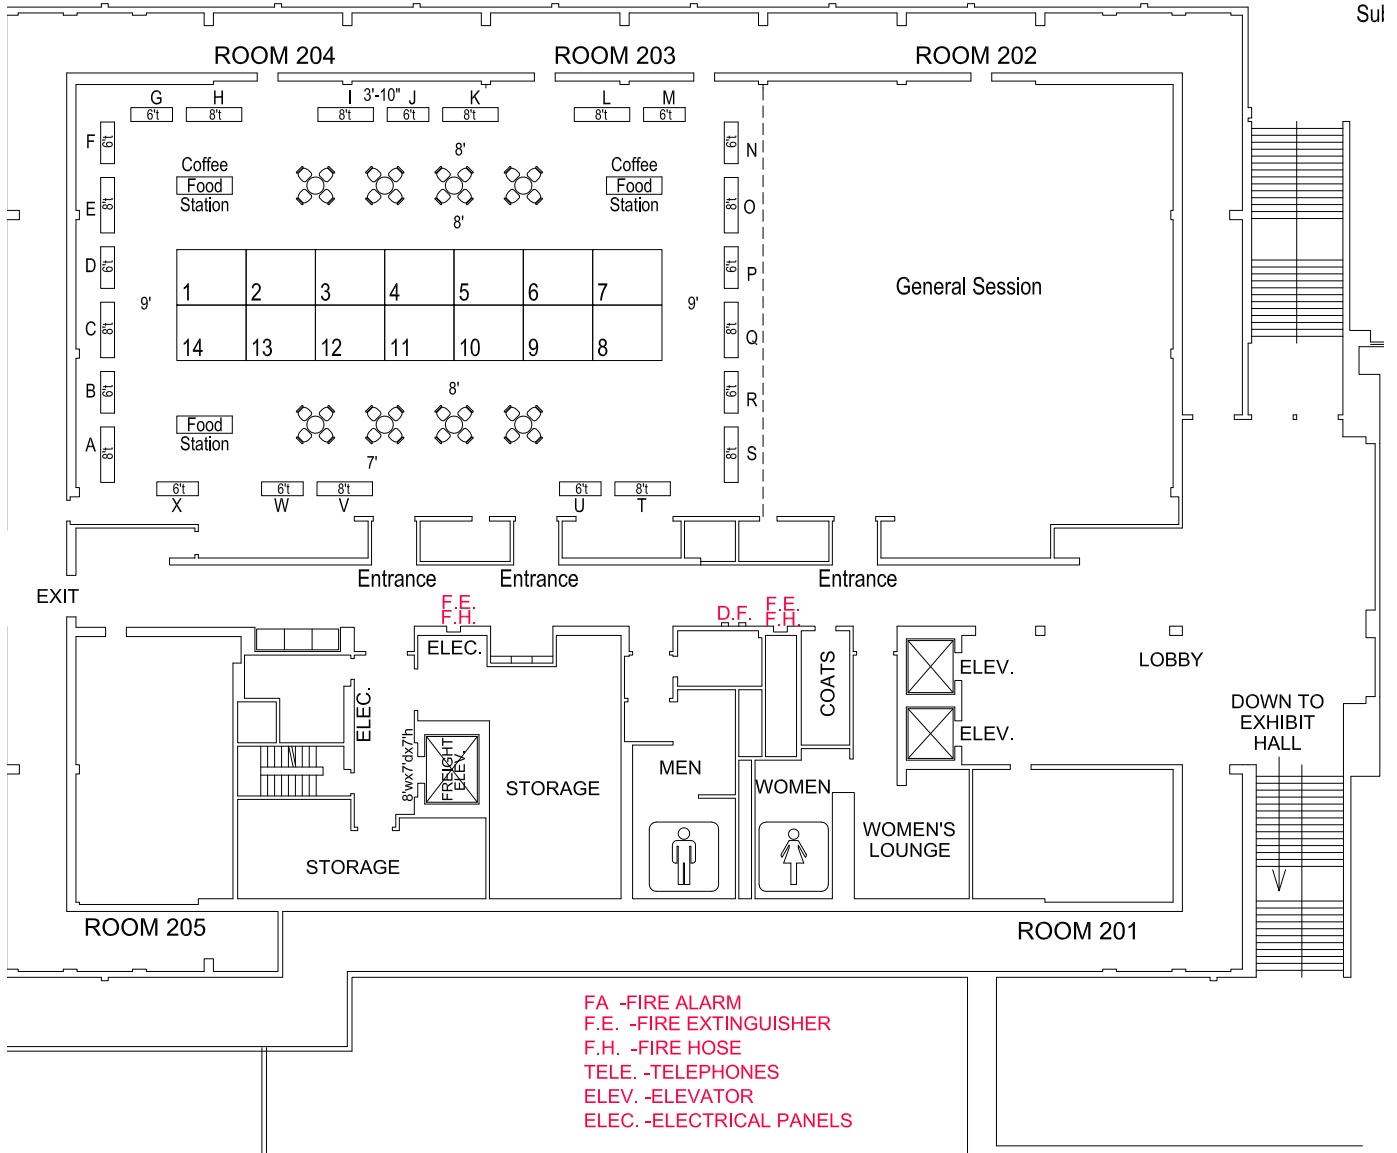 Sub
ROOM 204
ROOM 203
ROOM 202
G
H
I
3'-10"
J
K
L
M
6't
8't
8't
6't
8't
8't
6't
F
6't
8'
6't
N
Coffee
Food
Station
Coffee
Food
Station
E
8't
8't
O
8'
D
6't
6't
P
9'
1
2
3
4
5
6
7
9'
General Session
C
8't
8't
Q
14
13
12
11
10
9
8
B
6't
8'
6't
R
Food
Station
A
8't
8't
S
7'
6't
6't
8't
6't
8't
X
W
V
U
T
Entrance
Entrance
Entrance
EXIT
F.E.
F.H.
D.F.
F.E.
F.H.
ELEC.
ELEC.
COATS
ELEV.
LOBBY
ELEV.
DOWN TO
EXHIBIT
HALL
8'wx7'dx7'h
FREIGHT
ELEV.
STORAGE
MEN
WOMEN
WOMEN'S
LOUNGE
STORAGE
ROOM 205
ROOM 201
FA -FIRE ALARM
F.E. -FIRE EXTINGUISHER
F.H. -FIRE HOSE
TELE. -TELEPHONES
ELEV. -ELEVATOR
ELEC. -ELECTRICAL PANELS